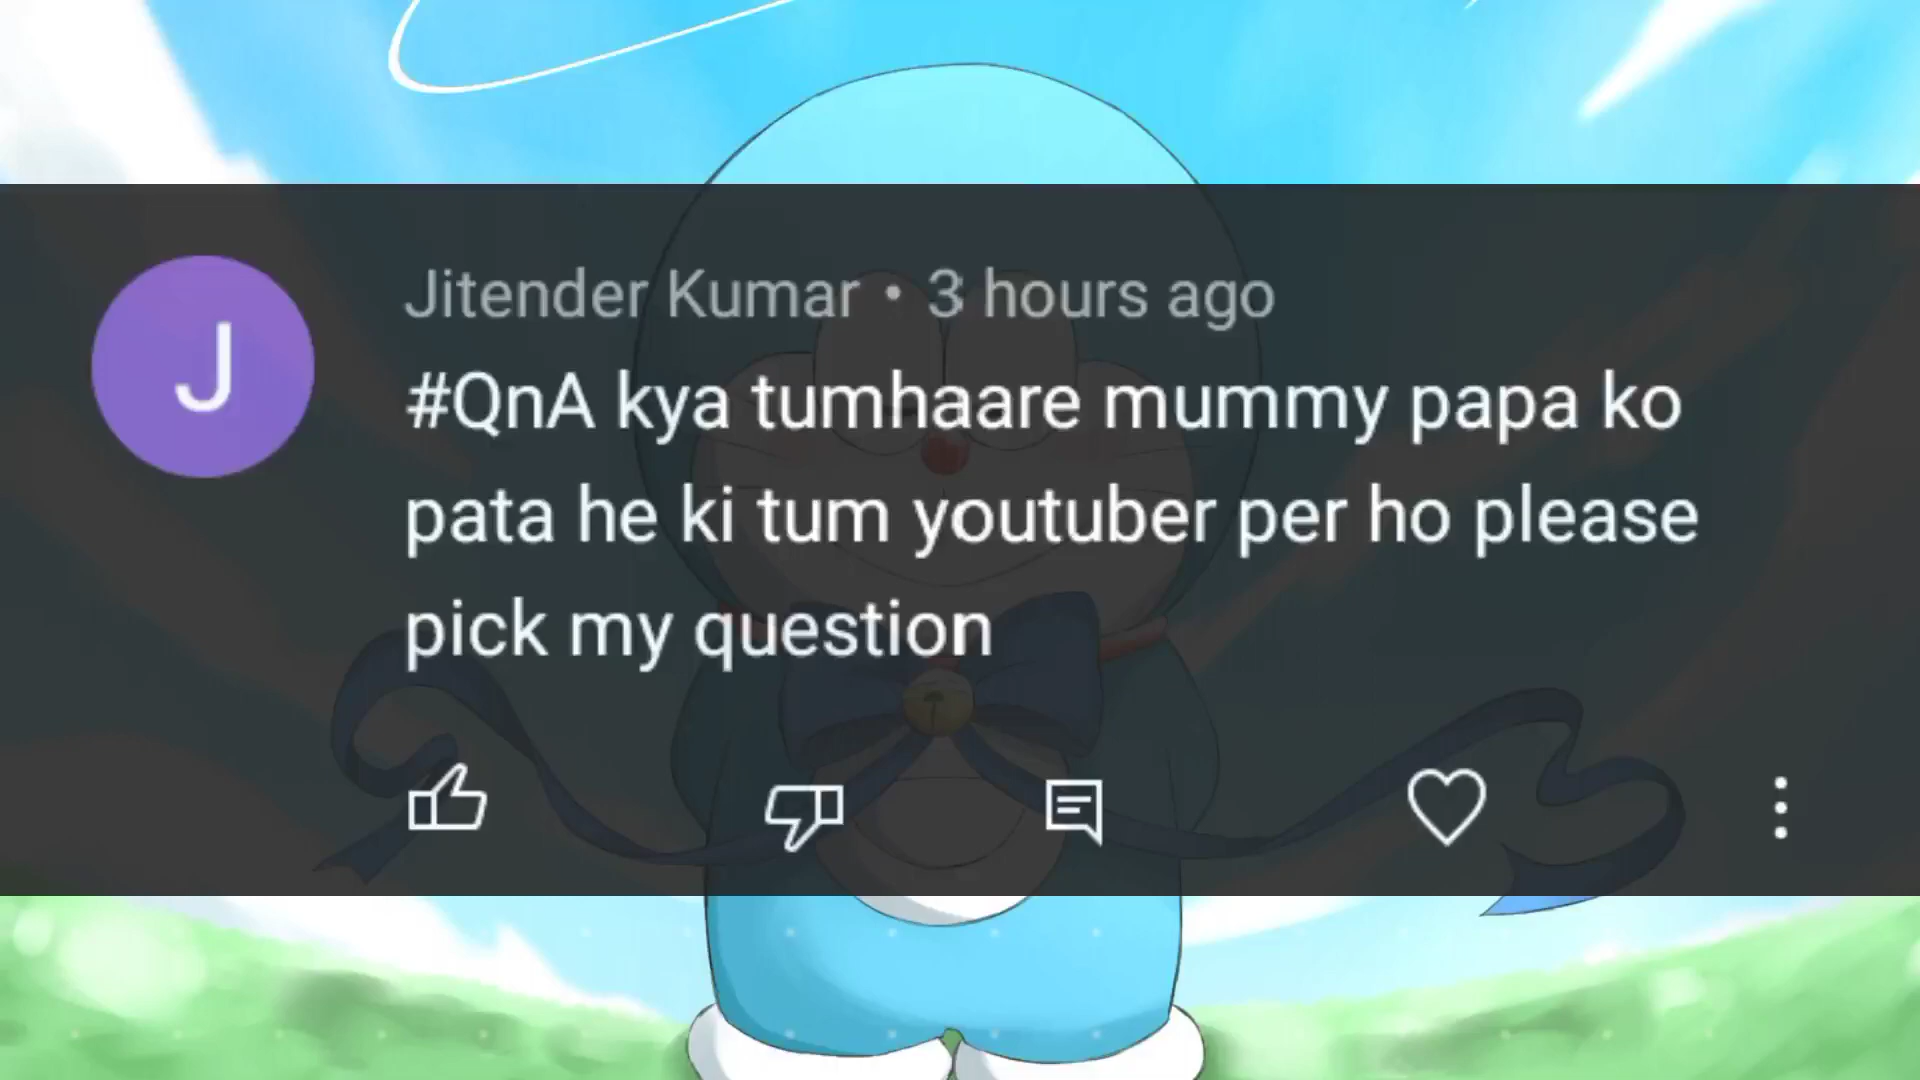 J
Jitender Kumar • 3 hours ago
#QnA kya tumhaare mummy papa ko
pata he ki tum youtuber per ho please
pick my question